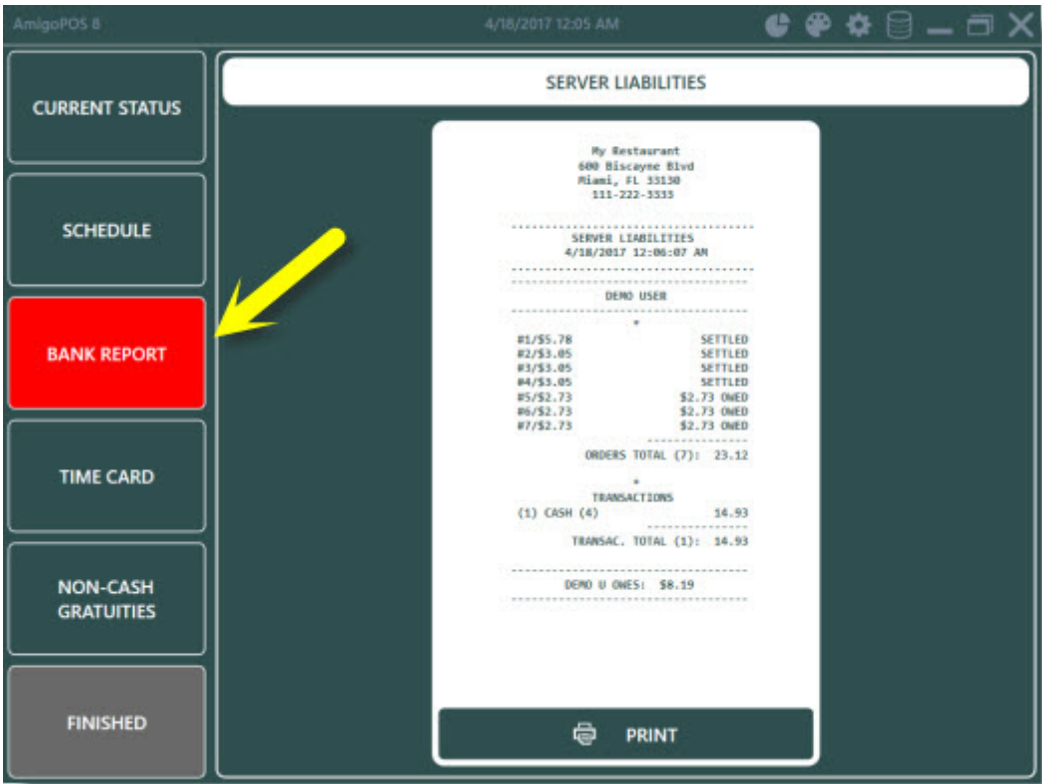 AmigoPOS 8
4/18/2017 12:05 AM
CURRENT STATUS
SCHEDULE
BANK REPORT
TIME CARD
NON-CASH
GRATUITIES
FINISHED
SERVER LIABILITIES
My Restaurant
600 Biscayne Blvd
Miami, FL 33130
111-222-3333
SERVER LIABILITIES
4/18/2017 12:06:07 AM
DEMO USER
*
#1/$5.78 SETTLED
#2/$3.05 SETTLED
#3/$3.05 SETTLED
#4/$3.05 SETTLED
#5/$2.73 $2.73 OWED
#6/$2.73 $2.73 OWED
#7/$2.73 $2.73 OWED
ORDERS TOTAL (7): 23.12
*
TRANSACTIONS
(1) CASH (4) 14.93
TRANSAC. TOTAL (1): 14.93
DEMO U OWES: $8.19
PRINT